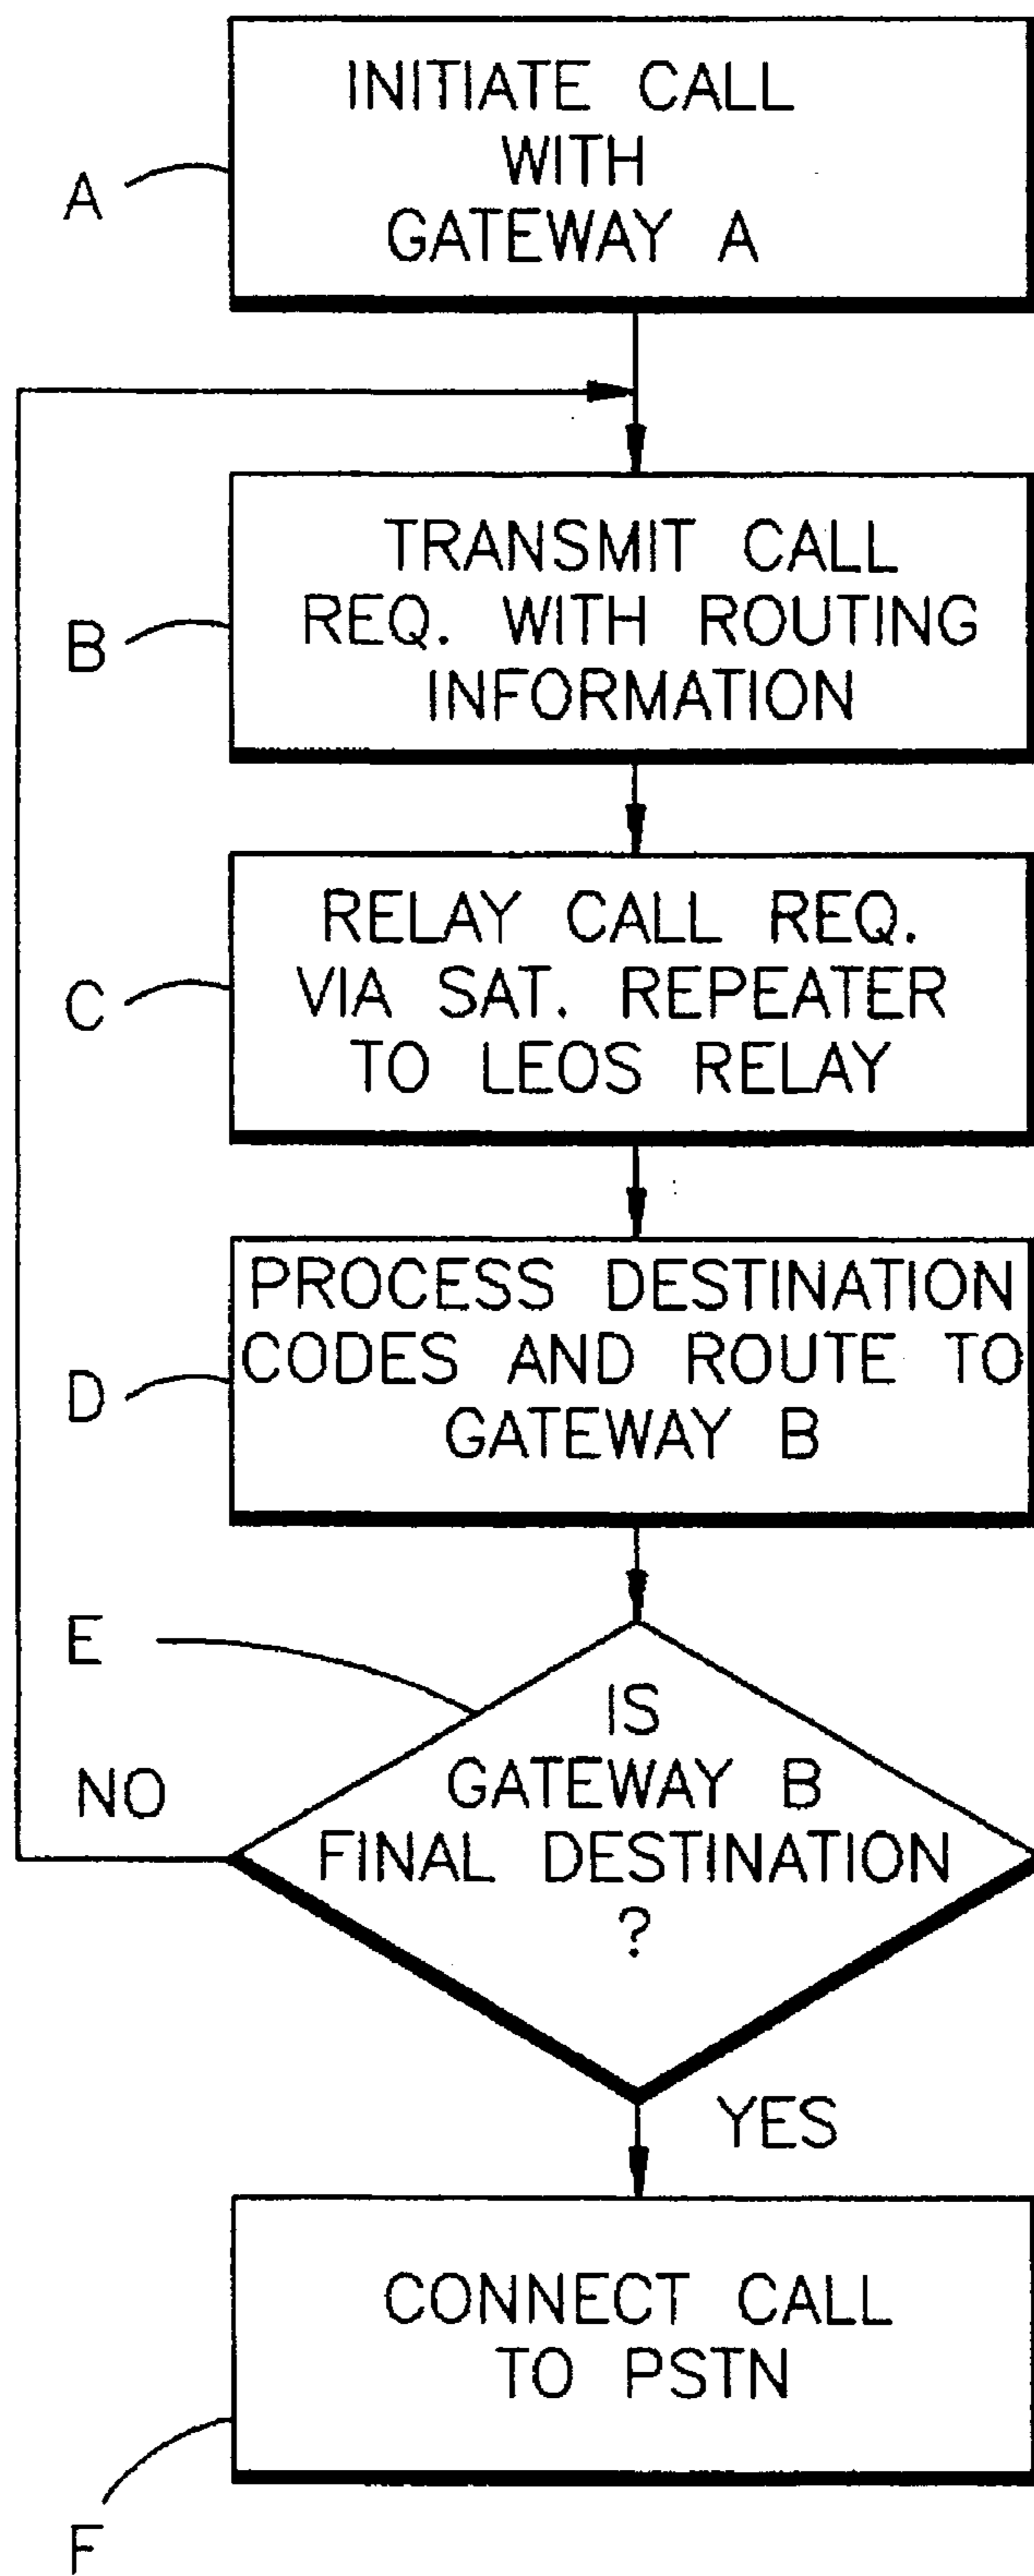 INITIATE CALL
WITH
GATEWAY A
A
TRANSMIT CALL
REQ. WITH ROUTING
INFORMATION
B
RELAY CALL REQ.
VIA SAT. REPEATER
TO LEOS RELAY
C
PROCESS DESTINATION
CODES AND ROUTE TO
GATEWAY B
D
E
IS
GATEWAY B
FINAL DESTINATION
?
NO
YES
CONNECT CALL
TO PSTN
F